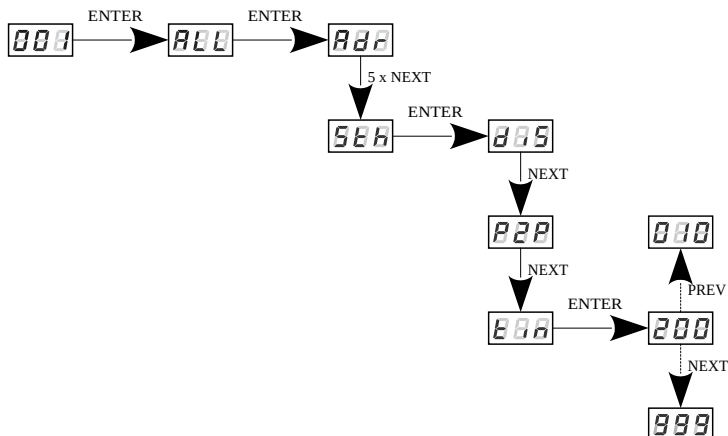 ENTER
ENTER
001
ALL
Adr
5 x NEXT
ENTER
Sth
diS
NEXT
P2P
010
NEXT
PREV
ENTER
tin
200
NEXT
999